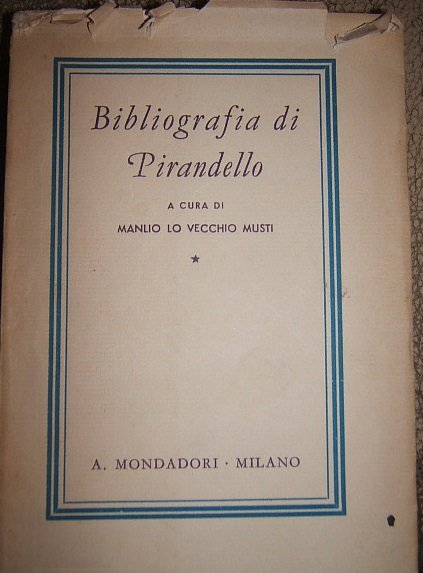 Bibliografia di
Pirandello
A CURA DI
MANLIO LO VECCHIO MUSTI
★
A. MONDADORI · MILANO